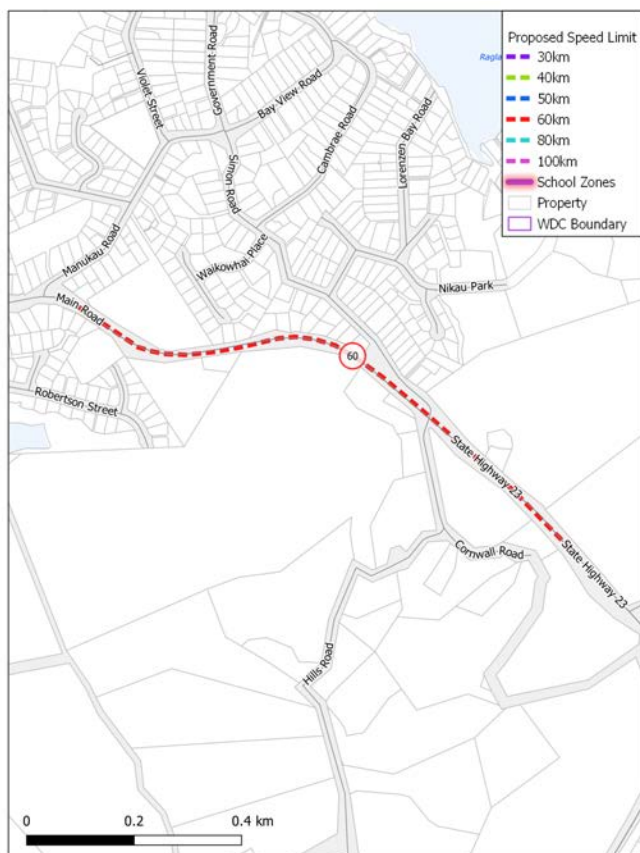 Proposed Speed Limit
30km
40km
50km
60km
80km
100km
School Zones
Property
WDC Boundary
Ragla
Violet Street
Government Road
Bay View Road
Cambrae Road
Lorenzen Bay Road
Simon Road
Manukau Road
Waikowhai Place
Nikau Park
Main Road
60
Robertson Street
State Highway 23
State Highway 23
Cornwall Road
Hills Road
0
0.2
0.4 km